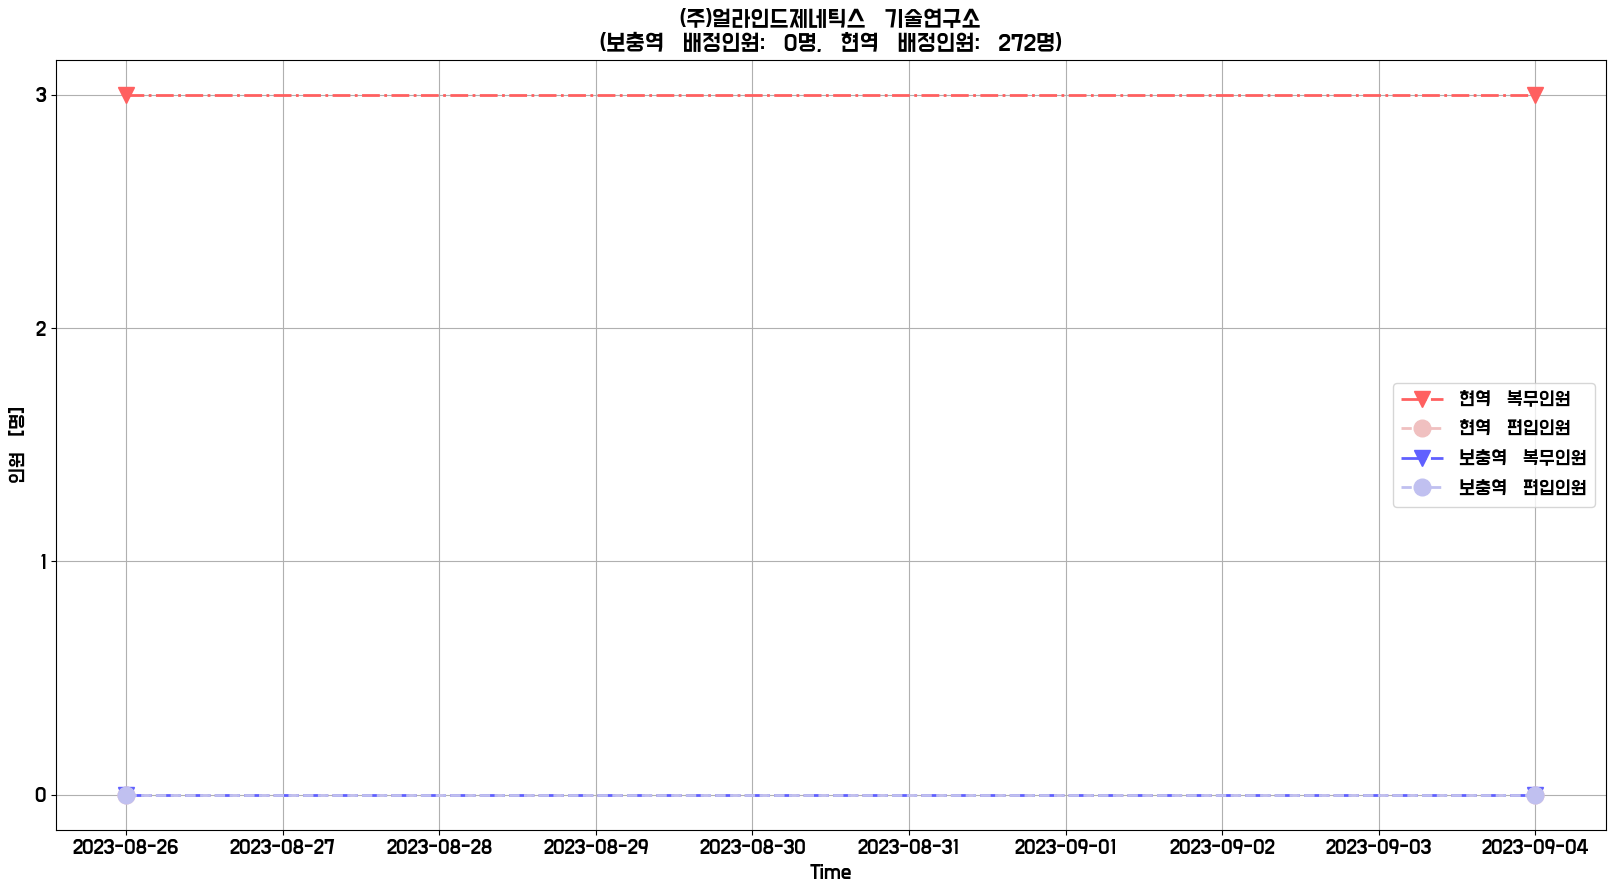 (주)얼라인드제네틱스 기술연구소
(보충역 배정인원: 0명, 현역 배정인원: 272명)
3
2
1
0
인원 [명]
현역 복무인원
현역 편입인원
보충역 복무인원
보충역 편입인원
2023-08-26 2023-08-27 2023-08-28 2023-08-29 2023-08-30 2023-08-31 2023-09-01 2023-09-02 2023-09-03 2023-09-04
Time